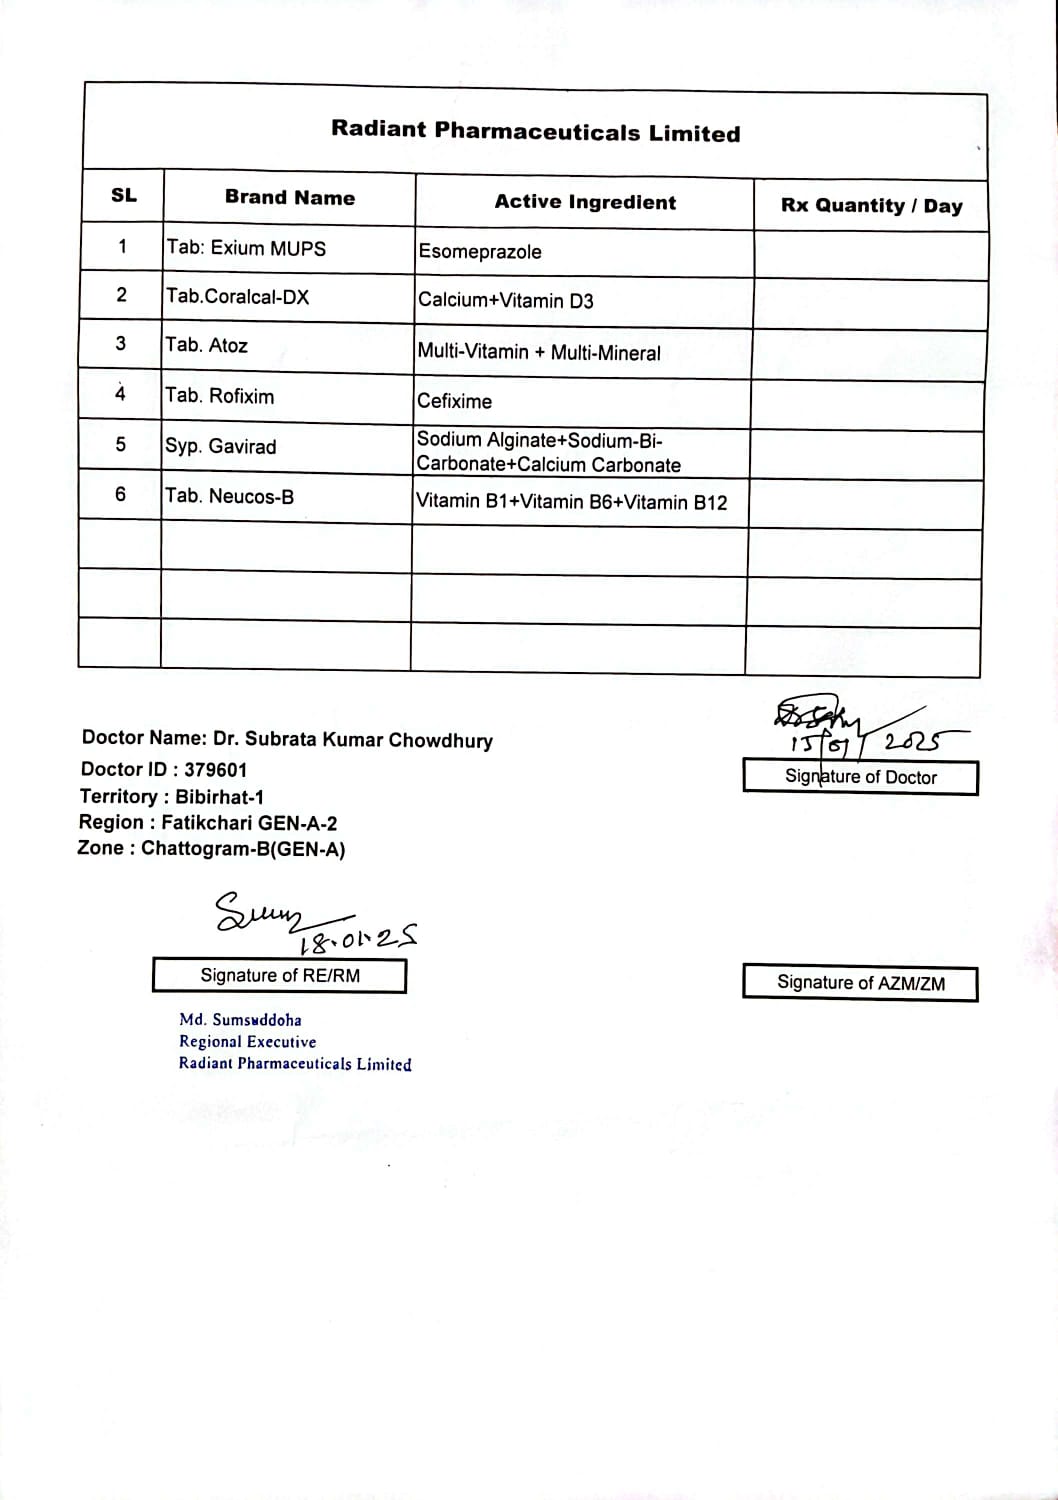 Radiant Pharmaceuticals Limited
SL Brand Name Active Ingredient Rx Quantity / Day
1 Tab: Exium MUPS Esomeprazole
2 Tab.Coralcal-DX Calcium+Vitamin D3
3 Tab. Atoz Multi-Vitamin + Multi-Mineral
4 Tab. Rofixim Cefixime
5 Syp. Gavirad Sodium Alginate+Sodium-Bi-
Carbonate+Calcium Carbonate
6 Tab. Neucos-B Vitamin B1+Vitamin B6+Vitamin B12
15/01/2025
Signature of Doctor
Doctor Name: Dr. Subrata Kumar Chowdhury
Doctor ID : 379601
Territory : Bibirhat-1
Region : Fatikchari GEN-A-2
Zone : Chattogram-B(GEN-A)
18.01.25
Signature of RE/RM
Signature of AZM/ZM
Md. Sumsuddoha
Regional Executive
Radiant Pharmaceuticals Limited